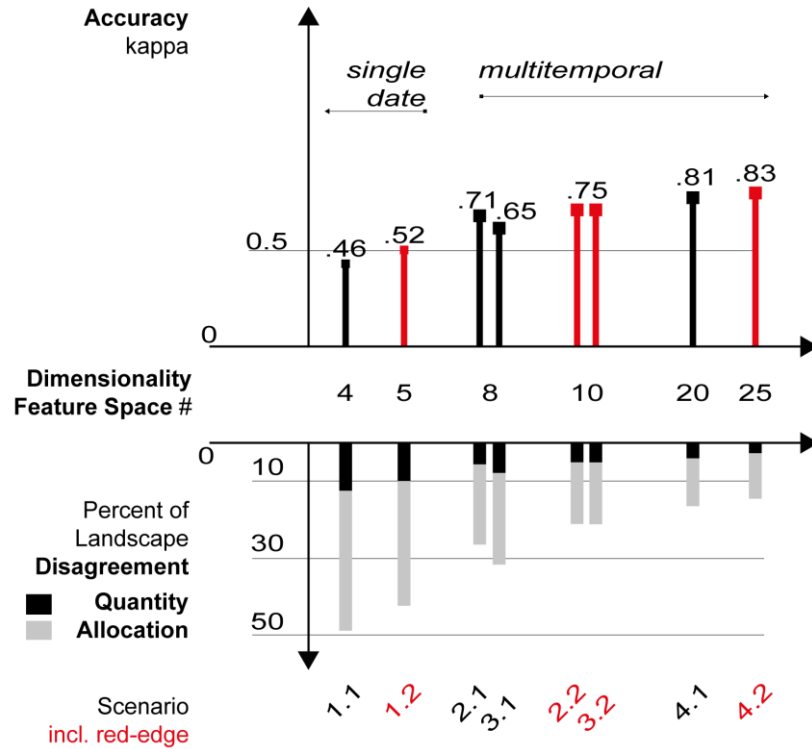 Accuracy
kappa
single
date
multitemporal
.46
.52
.71
.65
.75
.81
.83
0.5
0
Dimensionality
Feature Space #
4 5 8 10 20 25
0
10
30
50
Percent of
Landscape
Disagreement
Quantity
Allocation
Scenario
incl. red-edge
1.1 1.2 2.1 3.1 2.2 3.2 4.1 4.2